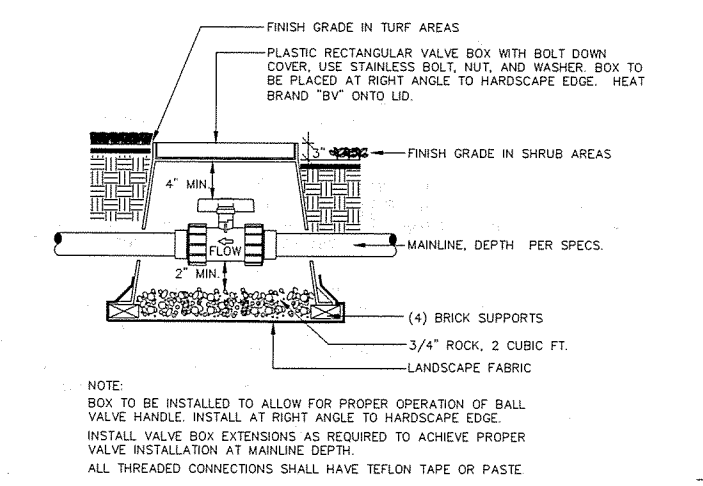 FINISH GRADE IN TURF AREAS
PLASTIC RECTANGULAR VALVE BOX WITH BOLT DOWN
COVER, USE STAINLESS BOLT, NUT, AND WASHER. BOX TO
BE PLACED AT RIGHT ANGLE TO HARDSCAPE EDGE. HEAT
BRAND "BV" ONTO LID.
3"
FINISH GRADE IN SHRUB AREAS
4" MIN.
FLOW
MAINLINE, DEPTH PER SPECS.
2" MIN.
(4) BRICK SUPPORTS
3/4" ROCK, 2 CUBIC FT.
LANDSCAPE FABRIC
NOTE:
BOX TO BE INSTALLED TO ALLOW FOR PROPER OPERATION OF BALL
VALVE HANDLE. INSTALL AT RIGHT ANGLE TO HARDSCAPE EDGE.
INSTALL VALVE BOX EXTENSIONS AS REQUIRED TO ACHIEVE PROPER
VALVE INSTALLATION AT MAINLINE DEPTH.
ALL THREADED CONNECTIONS SHALL HAVE TEFLON TAPE OR PASTE